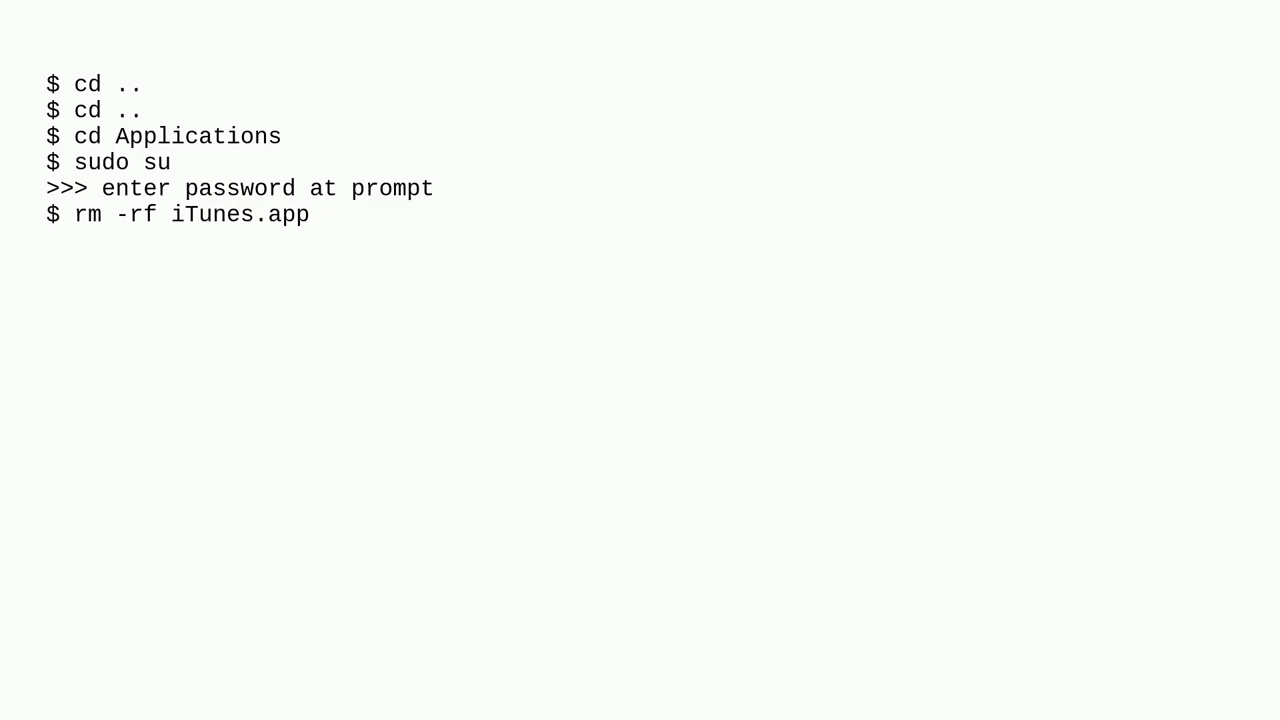 $ cd ..
$ cd ..
$ cd Applications
$ sudo su
>>> enter password at prompt
$ rm -rf iTunes.app